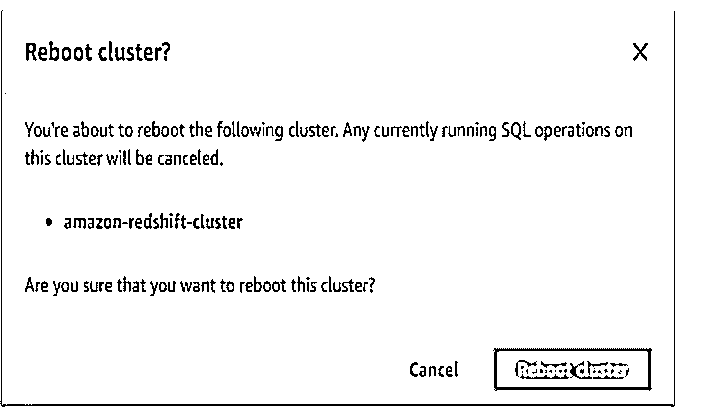 Reboot cluster?
X
You're about to reboot the following cluster. Any currently running SQL operations on
this cluster will be canceled.
• amazon-redshift-cluster
Are you sure that you want to reboot this cluster?
Cancel
Reboot cluster